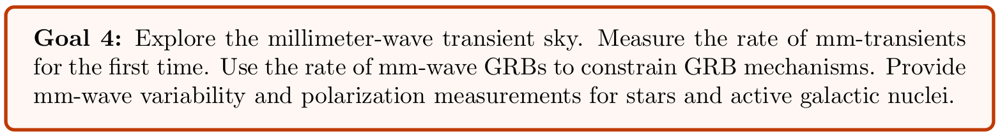 Goal 4: Explore the millimeter-wave transient sky. Measure the rate of mm-transients
for the first time. Use the rate of mm-wave GRBs to constrain GRB mechanisms. Provide
mm-wave variability and polarization measurements for stars and active galactic nuclei.